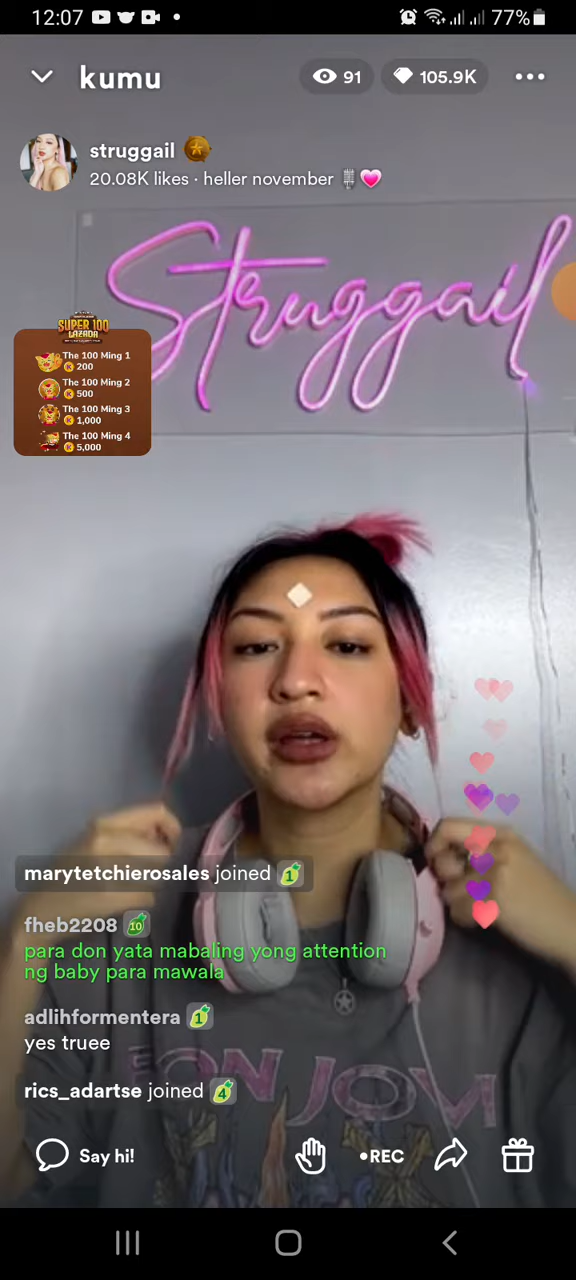 12:07
77%
kumu
91
105.9K
struggail
20.08K likes · heller november
Struggail
SUPER 100
LAZADA
The 100 Ming 1
200
The 100 Ming 2
500
The 100 Ming 3
1,000
The 100 Ming 4
5,000
marytetchierosales joined 1
fheb2208 10
para don yata mabaling yong attention
ng baby para mawala
adlihformentera 1
yes truee
rics_adartse joined 4
BON JOVI
Say hi!
•REC